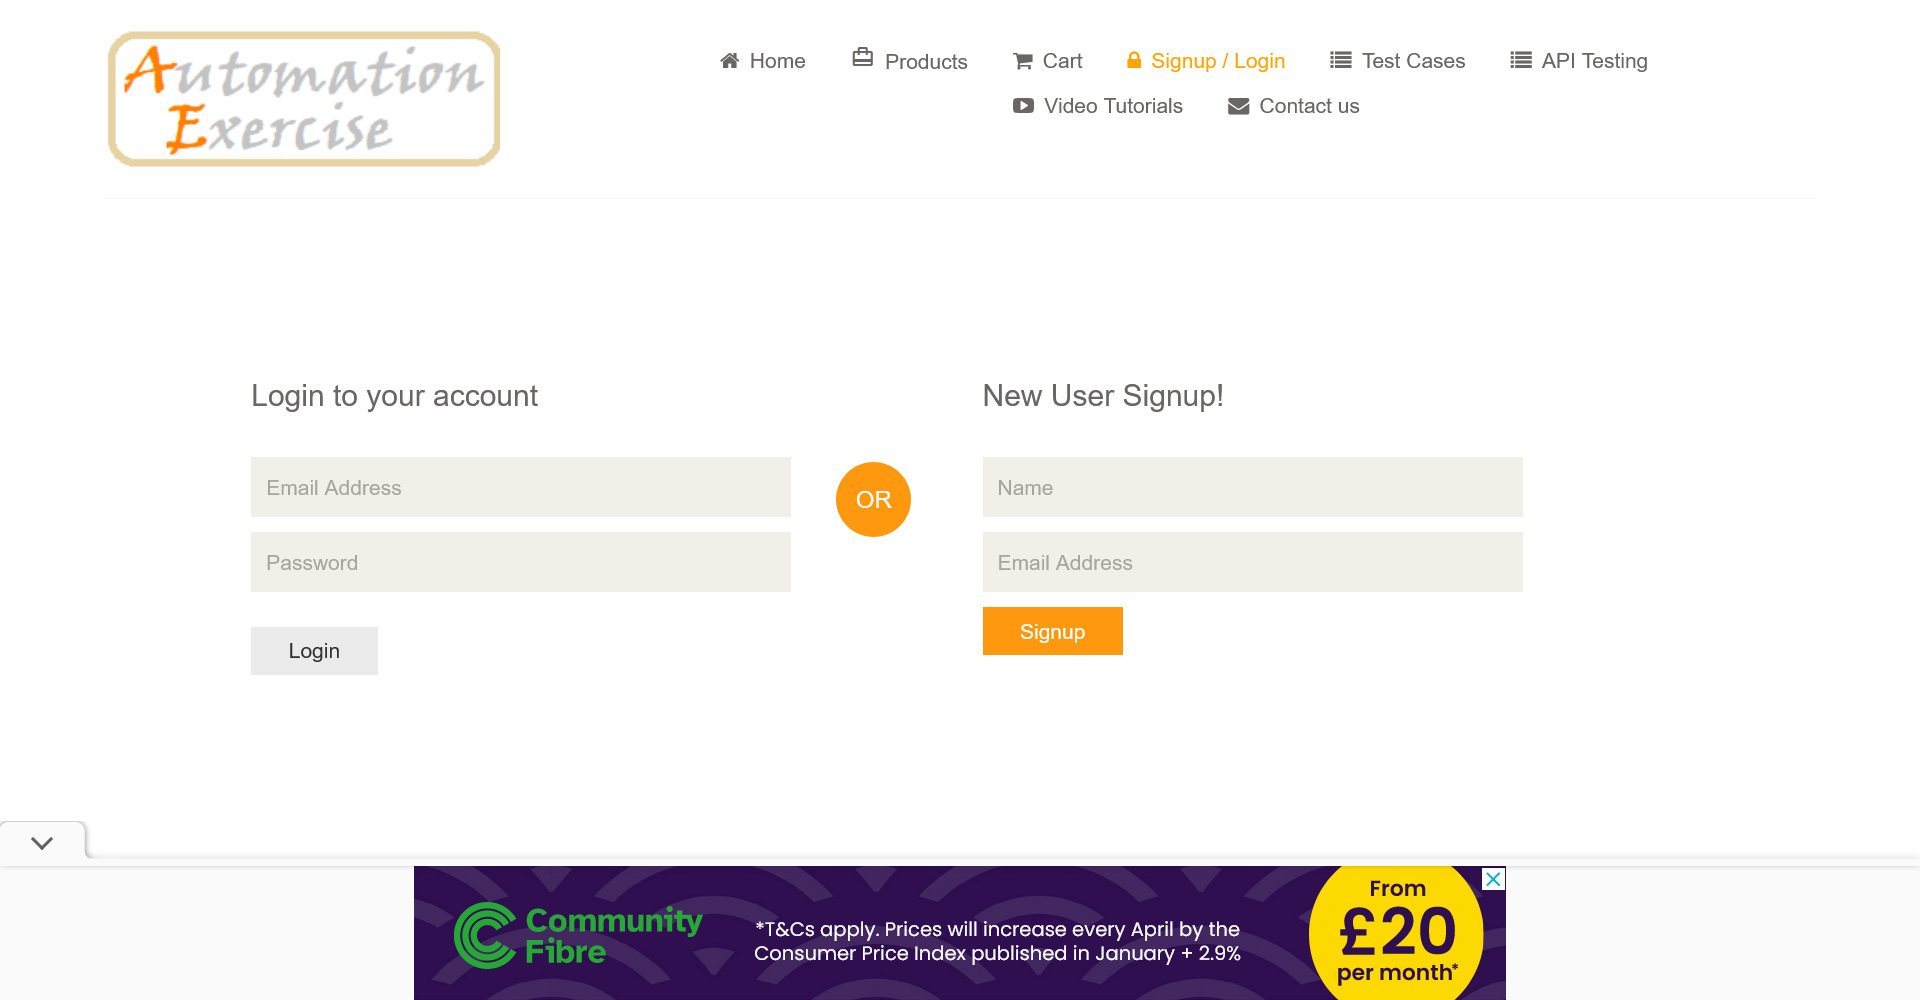 Automation
Exercise
Home
Products
Cart
Signup / Login
Test Cases
API Testing
Video Tutorials
Contact us
Login to your account
Email Address
Password
Login
OR
New User Signup!
Name
Email Address
Signup
Community
Fibre
*T&Cs apply. Prices will increase every April by the
Consumer Price Index published in January + 2.9%
From
£20
per month*